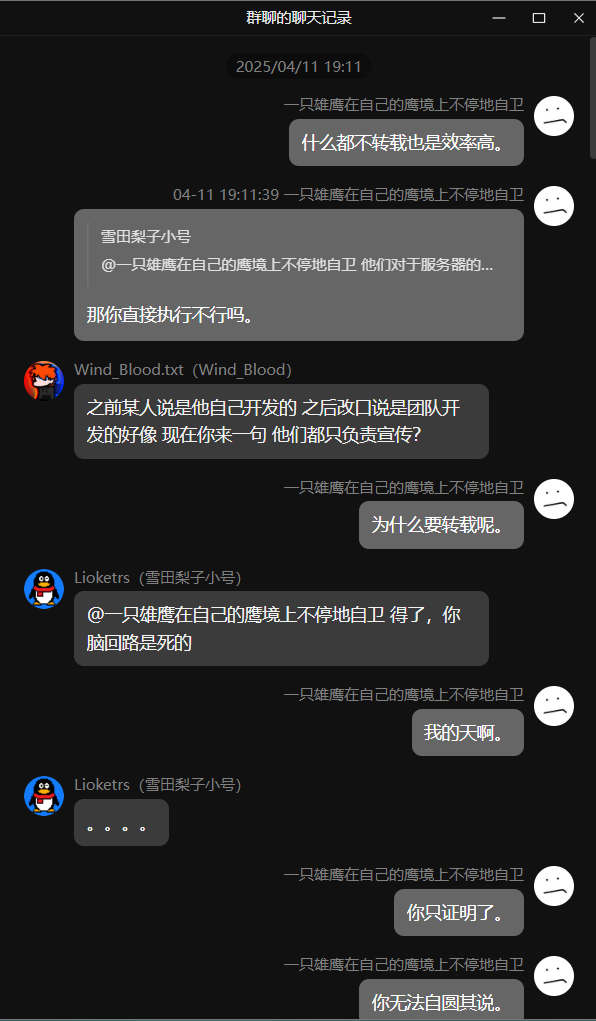 群聊的聊天记录
2025/04/11 19:11
一只雄鹰在自己的鹰境上不停地自卫
什么都不转载也是效率高。
04-11 19:11:39 一只雄鹰在自己的鹰境上不停地自卫
雪田梨子小号
@一只雄鹰在自己的鹰境上不停地自卫 他们对于服务器的...
那你直接执行不行吗。
Wind_Blood.txt（Wind_Blood）
之前某人说是他自己开发的 之后改口说是团队开
发的好像 现在你来一句 他们都只负责宣传？
一只雄鹰在自己的鹰境上不停地自卫
为什么要转载呢。
Lioketrs（雪田梨子小号）
@一只雄鹰在自己的鹰境上不停地自卫 得了，你
脑回路是死的
一只雄鹰在自己的鹰境上不停地自卫
我的天啊。
Lioketrs（雪田梨子小号）
。。。。
一只雄鹰在自己的鹰境上不停地自卫
你只证明了。
一只雄鹰在自己的鹰境上不停地自卫
你无法自圆其说。